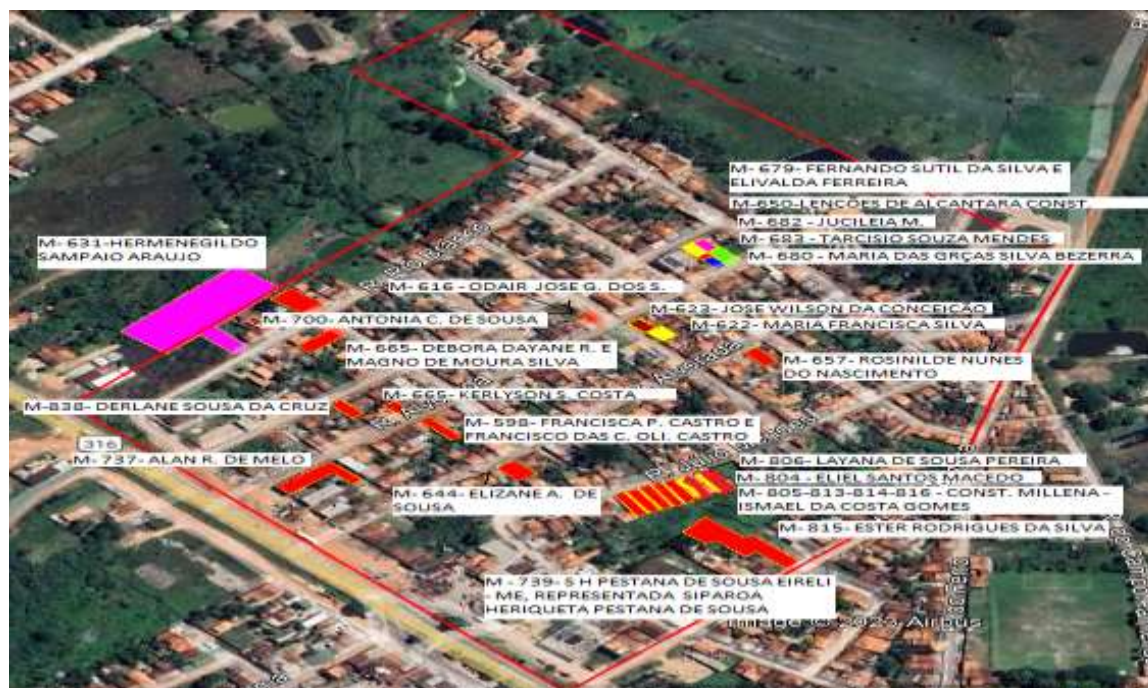 M- 679- FERNANDO SUTIL DA SILVA E
ELIVALDA FERREIRA
M-650-LENÇOES DE ALCANTARA CONST
M- 682 - JUCILEIA M.
M- 683 - TARCISIO SOUZA MENDES
M- 680 - MARIA DAS GRÇAS SILVA BEZERRA
M- 631-HERMENEGILDO
SAMPAIO ARAUJO
M- 616 - ODAIR JOSE G. DOS S.
M- 700- ANTONIA C. DE SOUSA
M-623- JOSE WILSON DA CONCEIÇÃO
M-622- MARIA FRANCISCA SILVA
M- 665- DEBORA DAYANE R. E
MAGNO DE MOURA SILVA
M- 657- ROSINILDE NUNES
DO NASCIMENTO
M-838- DERLANE SOUSA DA CRUZ
M- 665- KERLYSON S. COSTA
M- 598- FRANCISCA P. CASTRO E
FRANCISCO DAS C. OLI. CASTRO
316
M- 737- ALAN R. DE MELO
M- 644- ELIZANE A. DE
SOUSA
M- 806- LAYANA DE SOUSA PEREIRA
M- 804 - ELIEL SANTOS MACEDO
M- 805-813-814-816 - CONST. MILLENA -
ISMAEL DA COSTA GOMES
M- 815- ESTER RODRIGUES DA SILVA
M - 739- S H PESTANA DE SOUSA EIRELI
- ME, REPRESENTADA SIPAROA
HERIQUETA PESTANA DE SOUSA
Image © 2023 Airbus